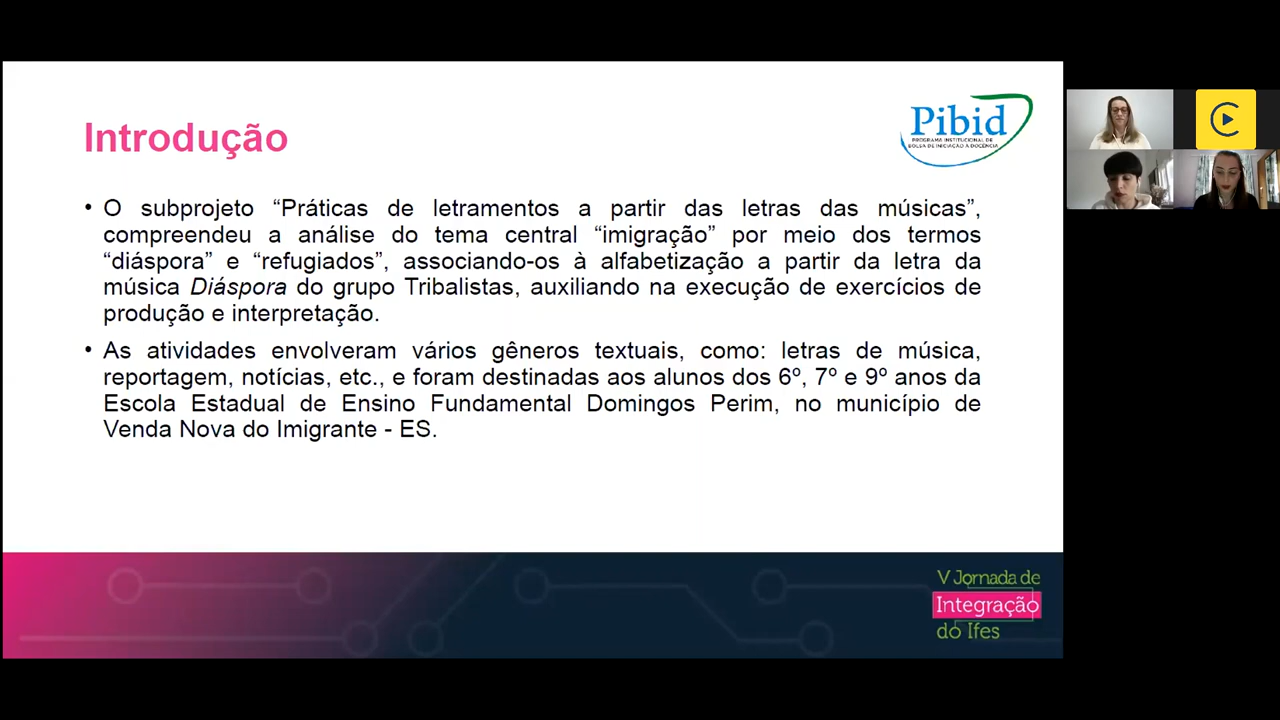 Introdução
Pibid
PROGRAMA INSTITUCIONAL DE
BOLSA DE INICIAÇÃO À DOCÊNCIA
• O subprojeto “Práticas de letramentos a partir das letras das músicas”,
compreendeu a análise do tema central “imigração” por meio dos termos
“diáspora” e “refugiados”, associando-os à alfabetização a partir da letra da
música Diáspora do grupo Tribalistas, auxiliando na execução de exercícios de
produção e interpretação.
• As atividades envolveram vários gêneros textuais, como: letras de música,
reportagem, notícias, etc., e foram destinadas aos alunos dos 6º, 7º e 9º anos da
Escola Estadual de Ensino Fundamental Domingos Perim, no município de
Venda Nova do Imigrante - ES.
V Jornada de
Integração
do Ifes